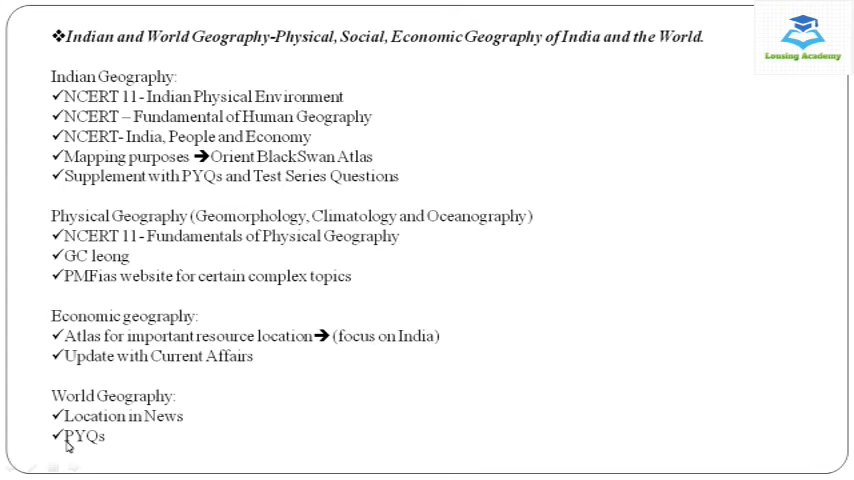 ❖Indian and World Geography-Physical, Social, Economic Geography of India and the World.
Lousing Academy
Indian Geography:
✓NCERT 11- Indian Physical Environment
✓NCERT – Fundamental of Human Geography
✓NCERT- India, People and Economy
✓Mapping purposes ➔Orient BlackSwan Atlas
✓Supplement with PYQs and Test Series Questions
Physical Geography (Geomorphology, Climatology and Oceanography)
✓NCERT 11- Fundamentals of Physical Geography
✓GC leong
✓PMFias website for certain complex topics
Economic geography:
✓Atlas for important resource location➔ (focus on India)
✓Update with Current Affairs
World Geography:
✓Location in News
✓PYQs